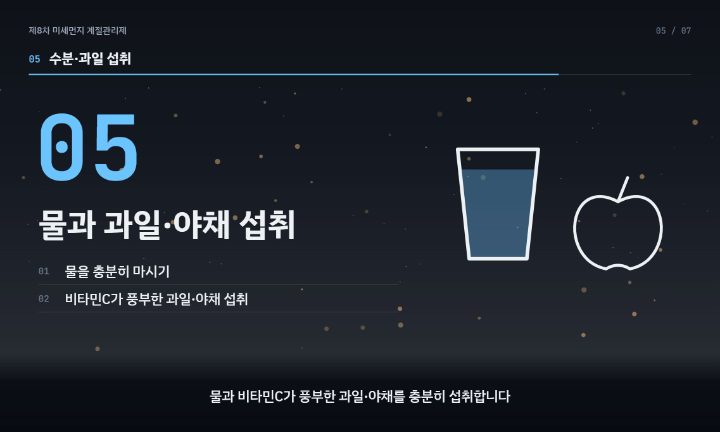 제8차 미세먼지 계절관리제
05 / 07
05 수분·과일 섭취
05
물과 과일·야채 섭취
01 물을 충분히 마시기
02 비타민C가 풍부한 과일·야채 섭취
물과 비타민C가 풍부한 과일·야채를 충분히 섭취합니다